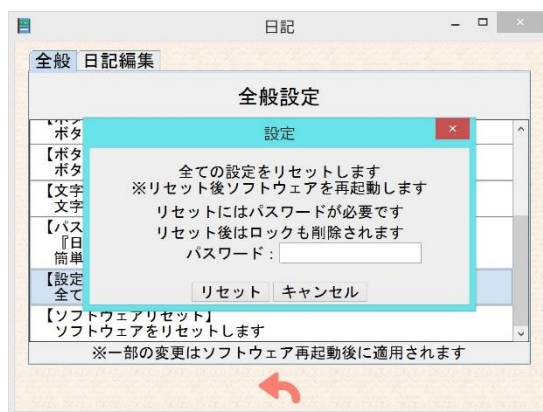 日記
全般 日記編集
全般設定
ボタ
【ボタ
ボタ
【文字
文字
【パス
『日
簡単
【設定
全て
設定
全ての設定をリセットします
※リセット後ソフトウェアを再起動します
リセットにはパスワードが必要です
リセット後はロックも削除されます
パスワード：
リセット キャンセル
【ソフトウェアリセット】
ソフトウェアをリセットします
※一部の変更はソフトウェア再起動後に適用されます